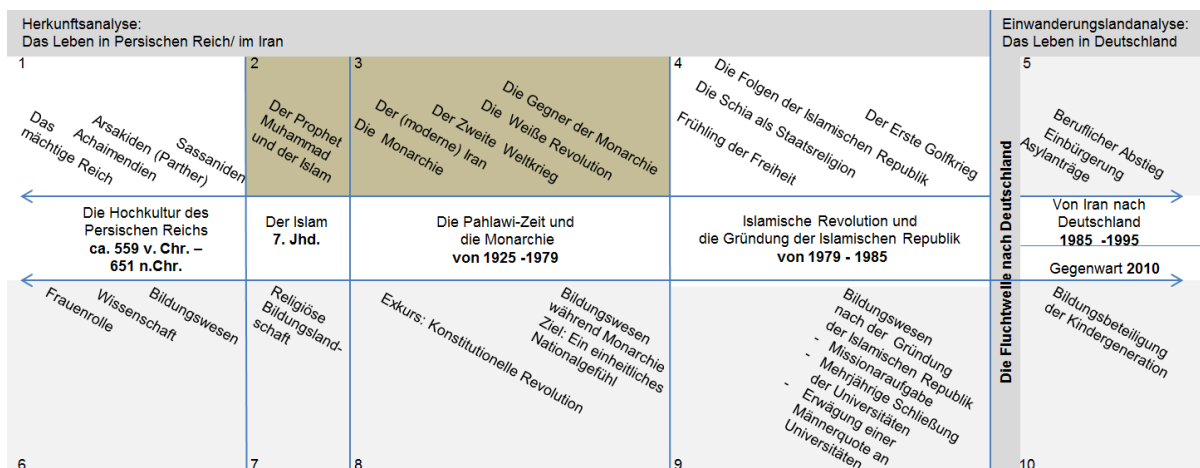 Herkunftsanalyse:
Das Leben in Persischen Reich/ im Iran
Einwanderungslandanalyse:
Das Leben in Deutschland
1
Das
mächtige Reich
Achaimendien
Arsakiden (Parther)
Sassaniden
2
Der Prophet
Muhammad
und der Islam
3
Die Monarchie
Der (moderne) Iran
Der Zweite Weltkrieg
Die Weiße Revolution
Die Gegner der Monarchie
4
Frühling der Freiheit
Die Schia als Staatsreligion
Die Folgen der Islamischen Republik
Der Erste Golfkrieg
5
Beruflicher Abstieg
Einbürgerung
Asylanträge
Die Hochkultur des
Persischen Reichs
ca. 559 v. Chr. –
651 n.Chr.
Der Islam
7. Jhd.
Die Pahlawi-Zeit und
die Monarchie
von 1925 -1979
Islamische Revolution und
die Gründung der Islamischen Republik
von 1979 - 1985
Die Fluchtwelle nach Deutschland
Von Iran nach
Deutschland
1985 -1995
Gegenwart 2010
Frauenrolle
Wissenschaft
Bildungswesen
6
Religiöse
Bildungsland-
schaft
7
Exkurs: Konstitutionelle Revolution
Bildungswesen
während Monarchie
Ziel: Ein einheitliches
Nationalgefühl
8
Bildungswesen
nach der Gründung
der Islamischen Republik
- Missionaraufgabe
- Mehrjährige Schließung
der Universitäten
- Erwägung einer
Männerquote an
Universitäten
9
Bildungsbeteiligung
der Kindergeneration
10